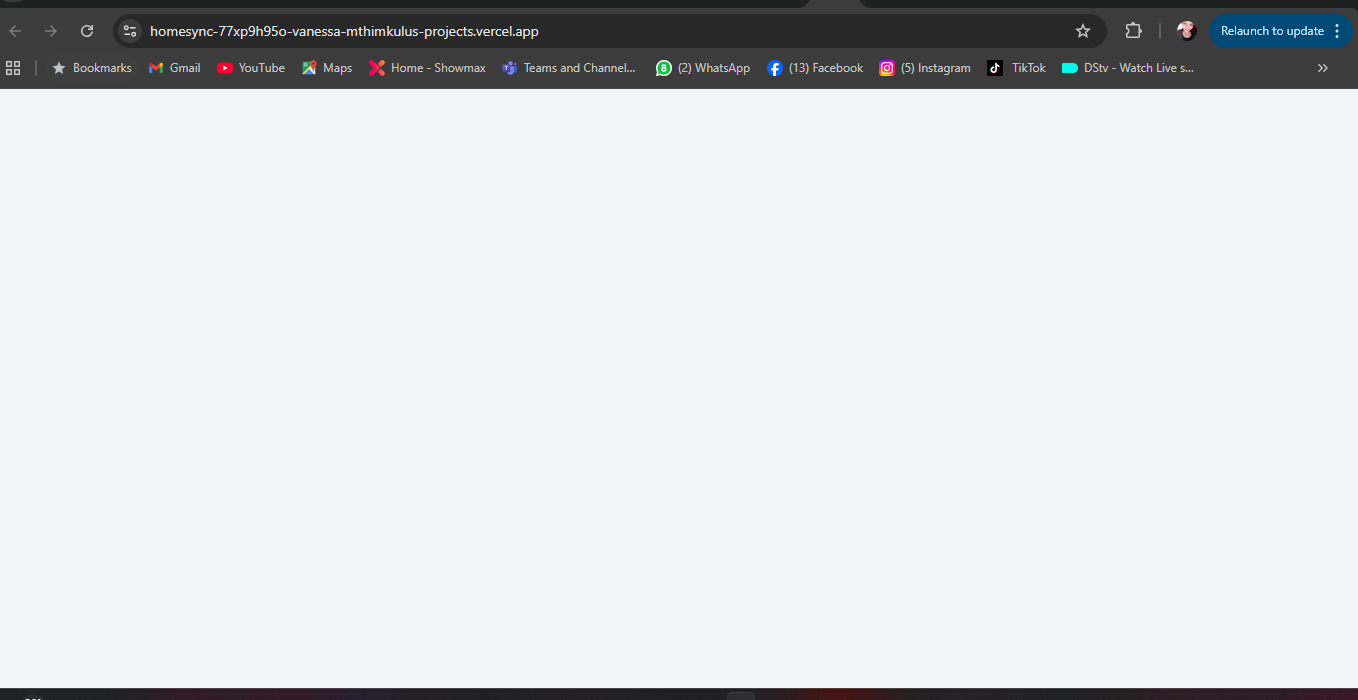 homesync-77xp9h95o-vanessa-mthimkulus-projects.vercel.app Relaunch to update
Bookmarks Gmail YouTube Maps Home - Showmax Teams and Channel... 8 (2) WhatsApp (13) Facebook (5) Instagram TikTok DStv - Watch Live s...